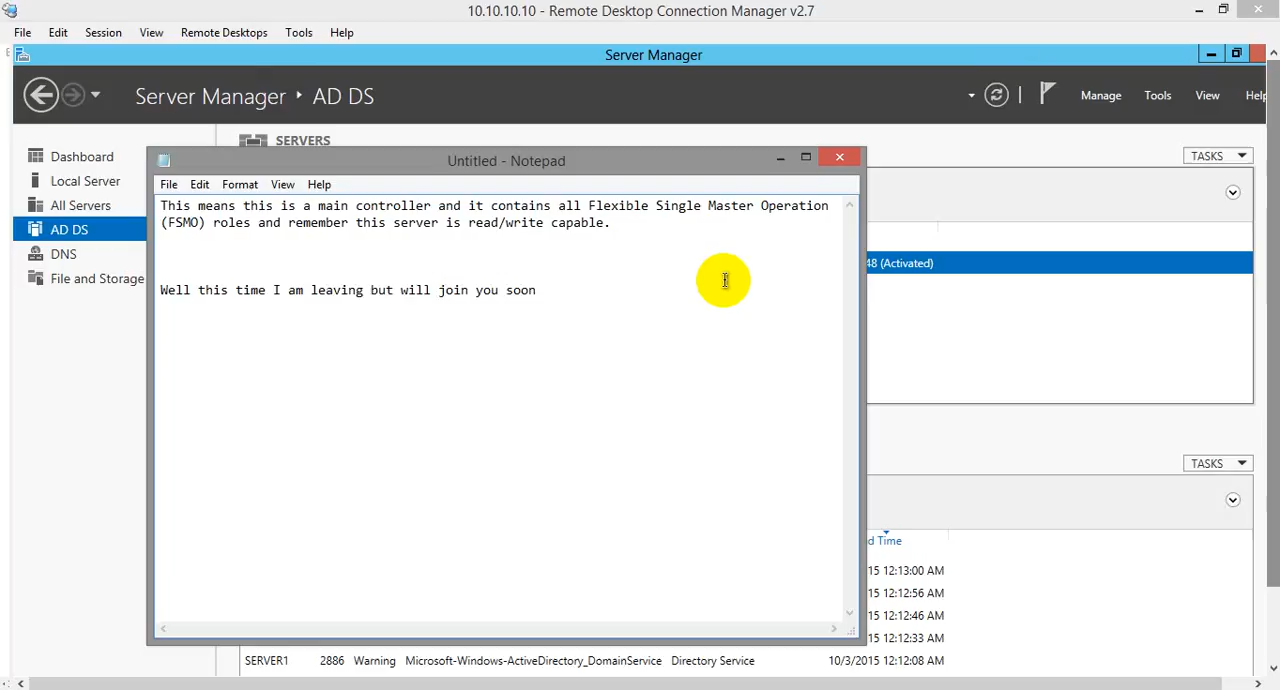 10.10.10.10 - Remote Desktop Connection Manager v2.7
File Edit Session View Remote Desktops Tools Help
Server Manager
Server Manager ‣ AD DS
Manage Tools View Help
Dashboard
Local Server
All Servers
AD DS
DNS
File and Storage
SERVERS
TASKS
Untitled - Notepad
File Edit Format View Help
This means this is a main controller and it contains all Flexible Single Master Operation
(FSMO) roles and remember this server is read/write capable.
Well this time I am leaving but will join you soon
48 (Activated)
TASKS
d Time
15 12:13:00 AM
15 12:12:56 AM
15 12:12:46 AM
15 12:12:33 AM
SERVER1 2886 Warning Microsoft-Windows-ActiveDirectory_DomainService Directory Service 10/3/2015 12:12:08 AM